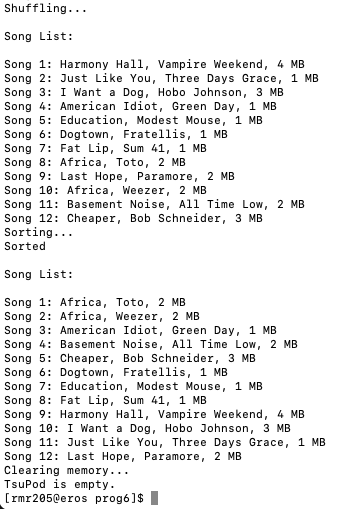 Shuffling...
Song List:
Song 1: Harmony Hall, Vampire Weekend, 4 MB
Song 2: Just Like You, Three Days Grace, 1 MB
Song 3: I Want a Dog, Hobo Johnson, 3 MB
Song 4: American Idiot, Green Day, 1 MB
Song 5: Education, Modest Mouse, 1 MB
Song 6: Dogtown, Fratellis, 1 MB
Song 7: Fat Lip, Sum 41, 1 MB
Song 8: Africa, Toto, 2 MB
Song 9: Last Hope, Paramore, 2 MB
Song 10: Africa, Weezer, 2 MB
Song 11: Basement Noise, All Time Low, 2 MB
Song 12: Cheaper, Bob Schneider, 3 MB
Sorting...
Sorted
Song List:
Song 1: Africa, Toto, 2 MB
Song 2: Africa, Weezer, 2 MB
Song 3: American Idiot, Green Day, 1 MB
Song 4: Basement Noise, All Time Low, 2 MB
Song 5: Cheaper, Bob Schneider, 3 MB
Song 6: Dogtown, Fratellis, 1 MB
Song 7: Education, Modest Mouse, 1 MB
Song 8: Fat Lip, Sum 41, 1 MB
Song 9: Harmony Hall, Vampire Weekend, 4 MB
Song 10: I Want a Dog, Hobo Johnson, 3 MB
Song 11: Just Like You, Three Days Grace, 1 MB
Song 12: Last Hope, Paramore, 2 MB
Clearing memory...
TsuPod is empty.
[rmr205@eros prog6]$